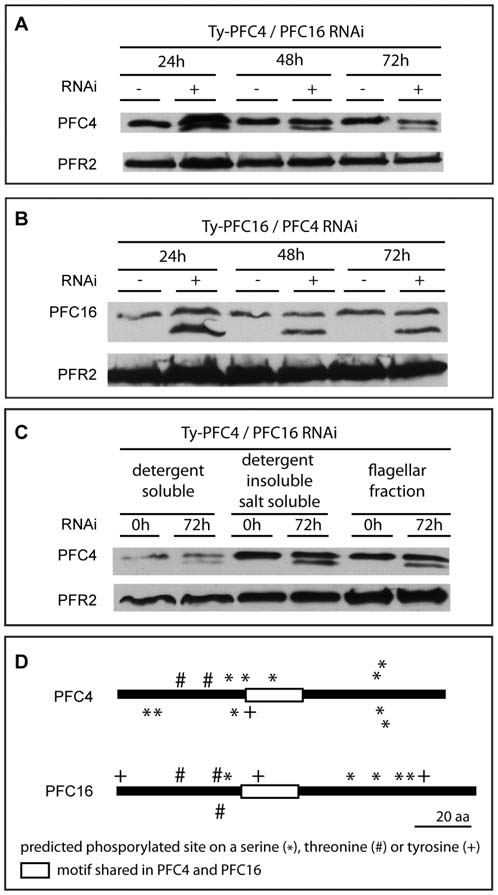 A
Ty-PFC4 / PFC16 RNAi
24h 48h 72h
RNAi - + - + - +
PFC4
PFR2
B
Ty-PFC16 / PFC4 RNAi
24h 48h 72h
RNAi - + - + - +
PFC16
PFR2
C
Ty-PFC4 / PFC16 RNAi
detergent soluble
detergent insoluble salt soluble
flagellar fraction
RNAi 0h 72h 0h 72h 0h 72h
PFC4
PFR2
D
# # * * *
* *
PFC4
** * + * *
+ # # * + * * ** +
PFC16
#
20 aa
predicted phosporylated site on a serine (*), threonine (#) or tyrosine (+)
motif shared in PFC4 and PFC16